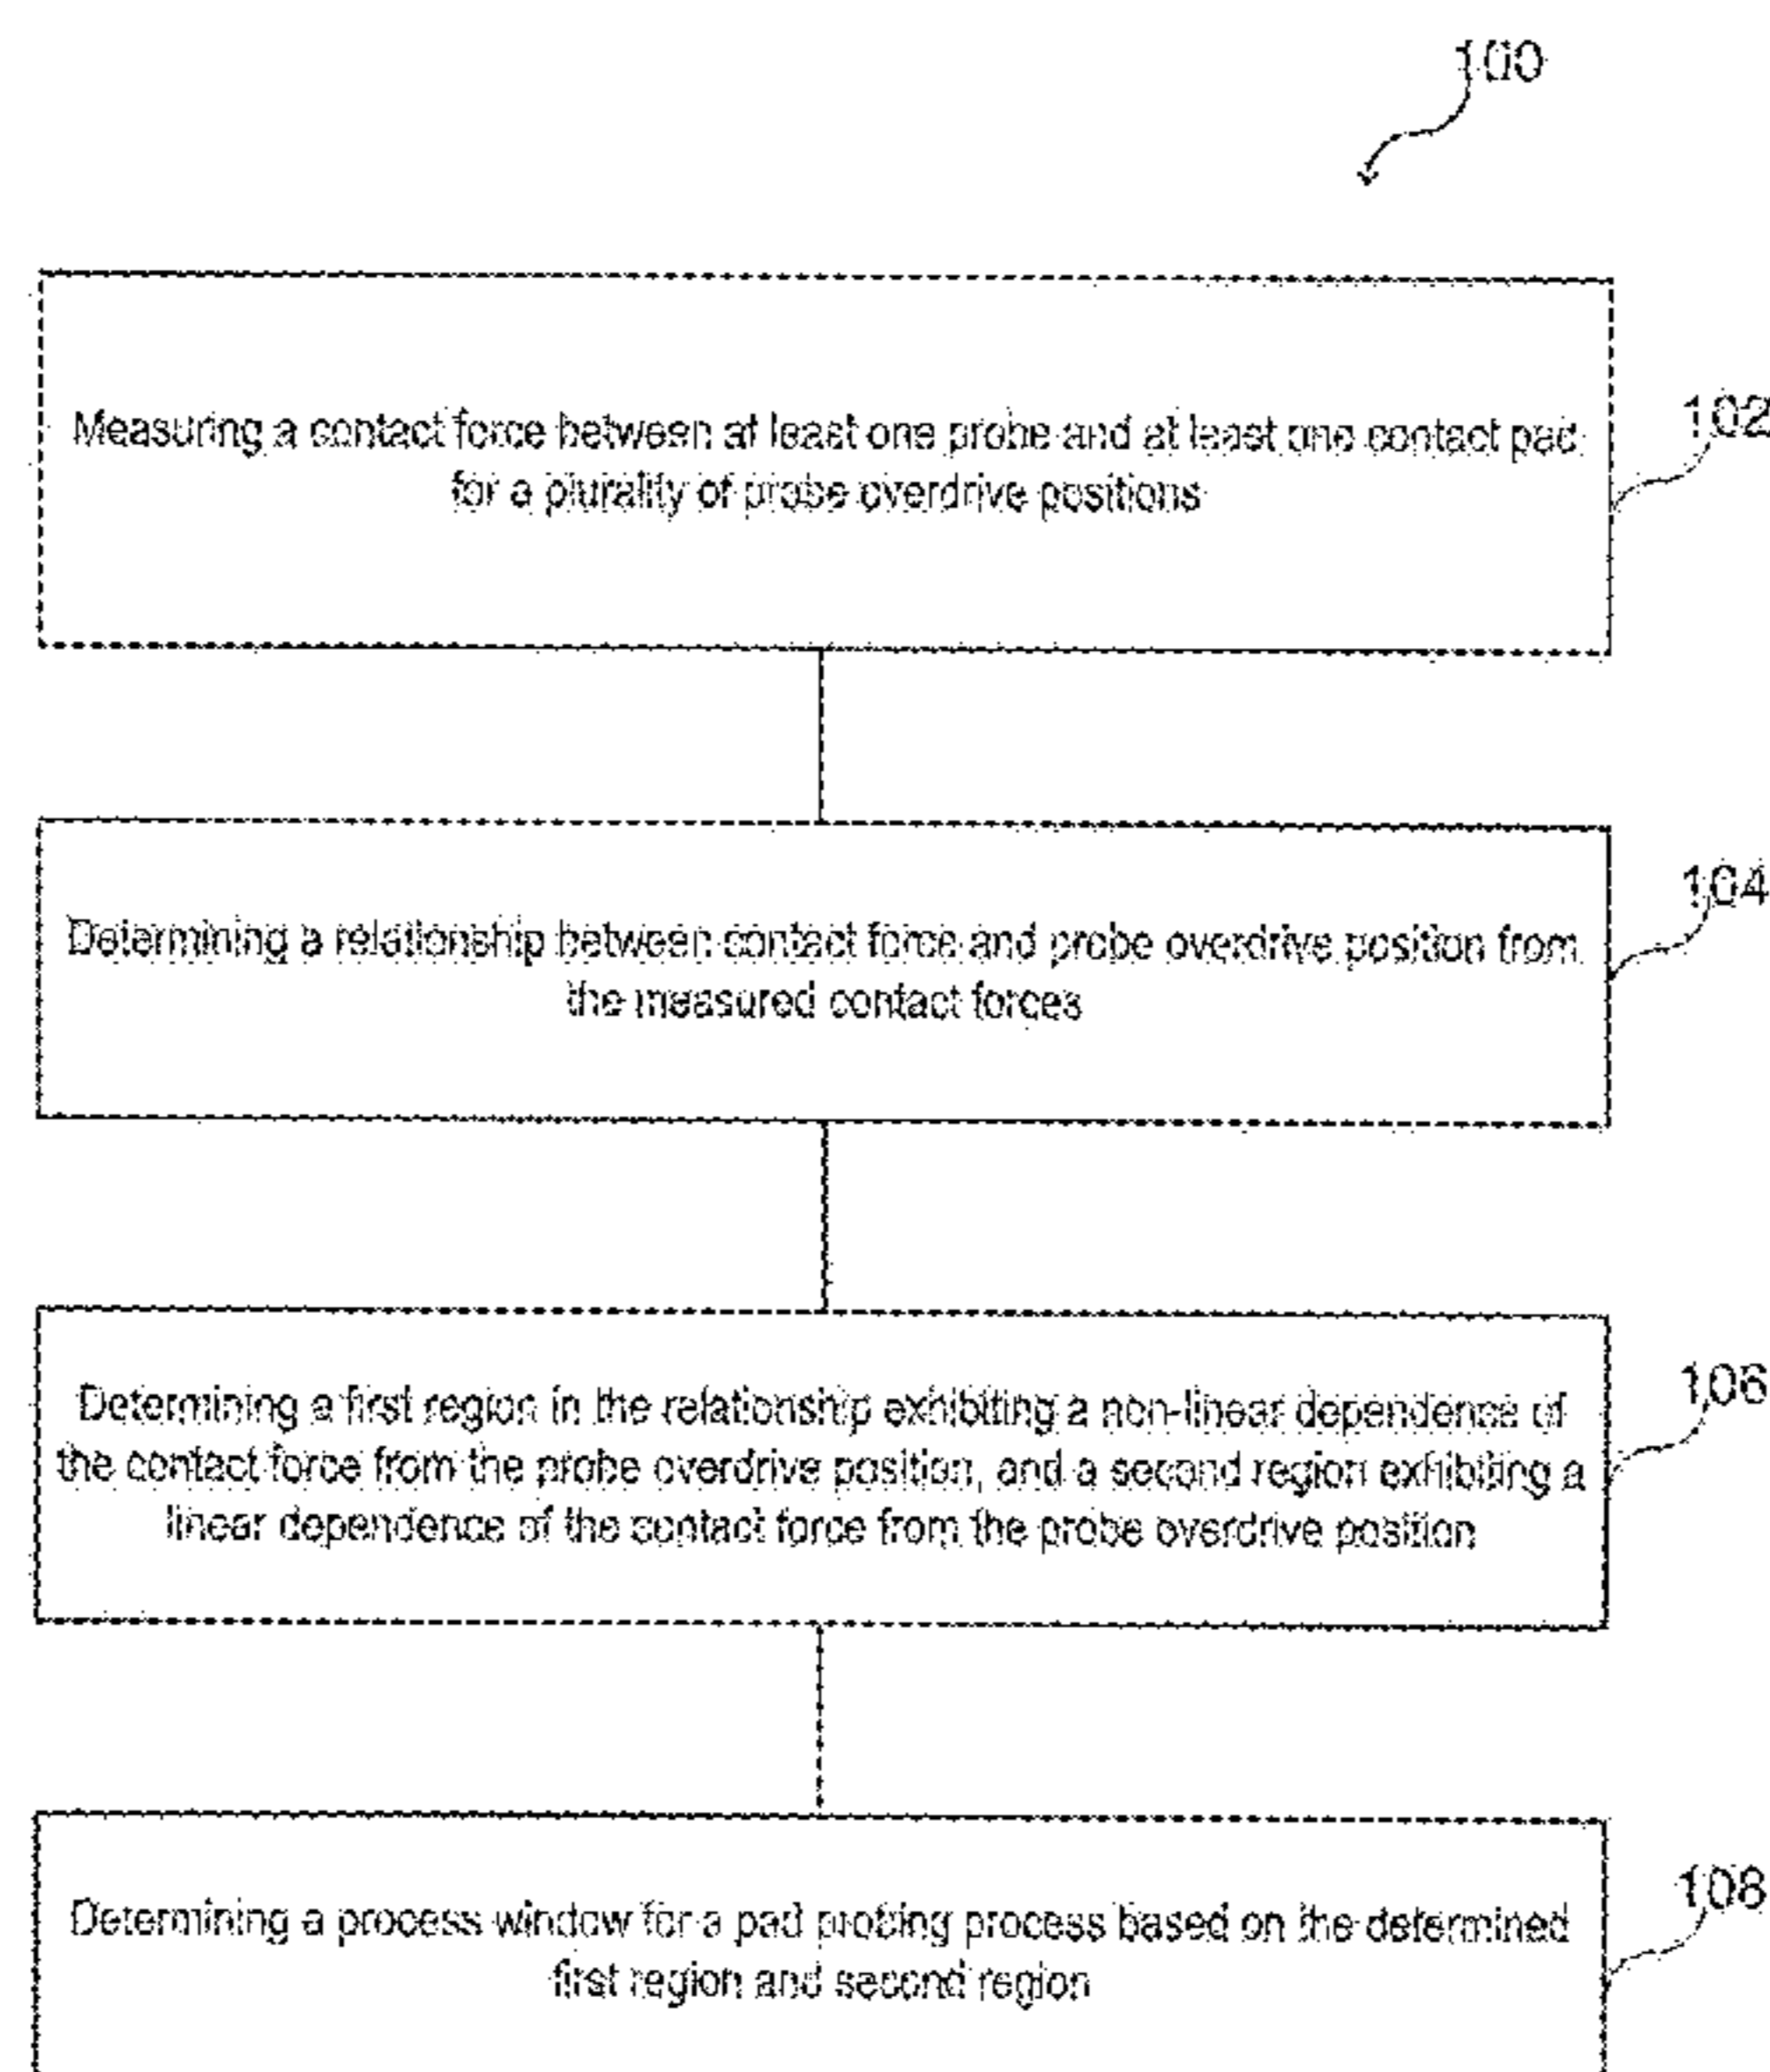 100
Measuring a contact force between at least one probe and at least one contact pad
for a plurality of probe overdrive positions
102
Determining a relationship between contact force and probe overdrive position from
the measured contact forces
104
Determining a first region in the relationship exhibiting a non-linear dependence of
the contact force from the probe overdrive position, and a second region exhibiting a
linear dependence of the contact force from the probe overdrive position
106
Determining a process window for a pad probing process based on the determined
first region and second region
108